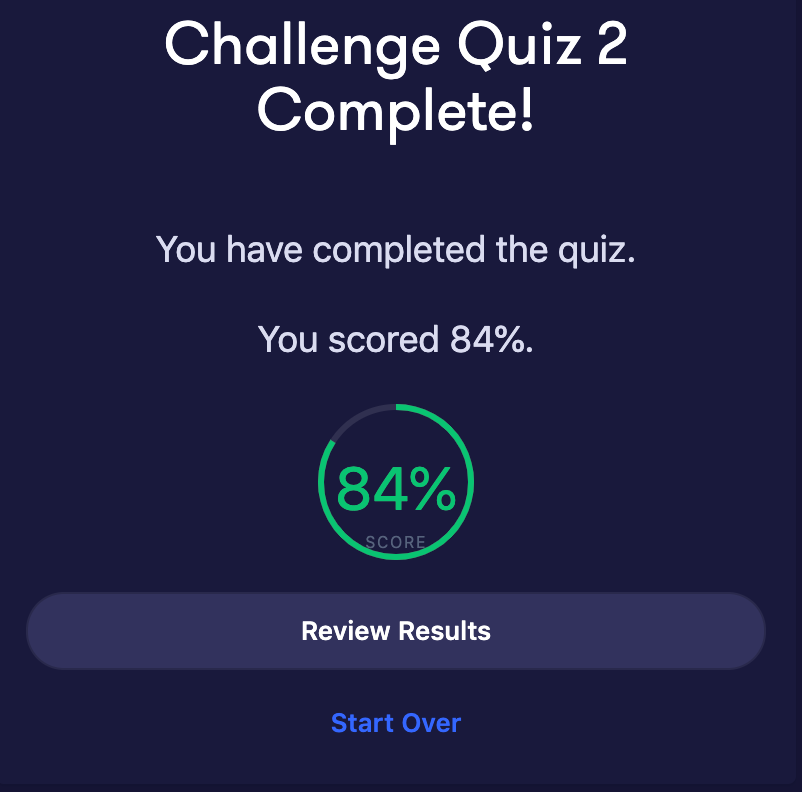 Challenge Quiz 2
Complete!
You have completed the quiz.
You scored 84%.
84%
SCORE
Review Results
Start Over